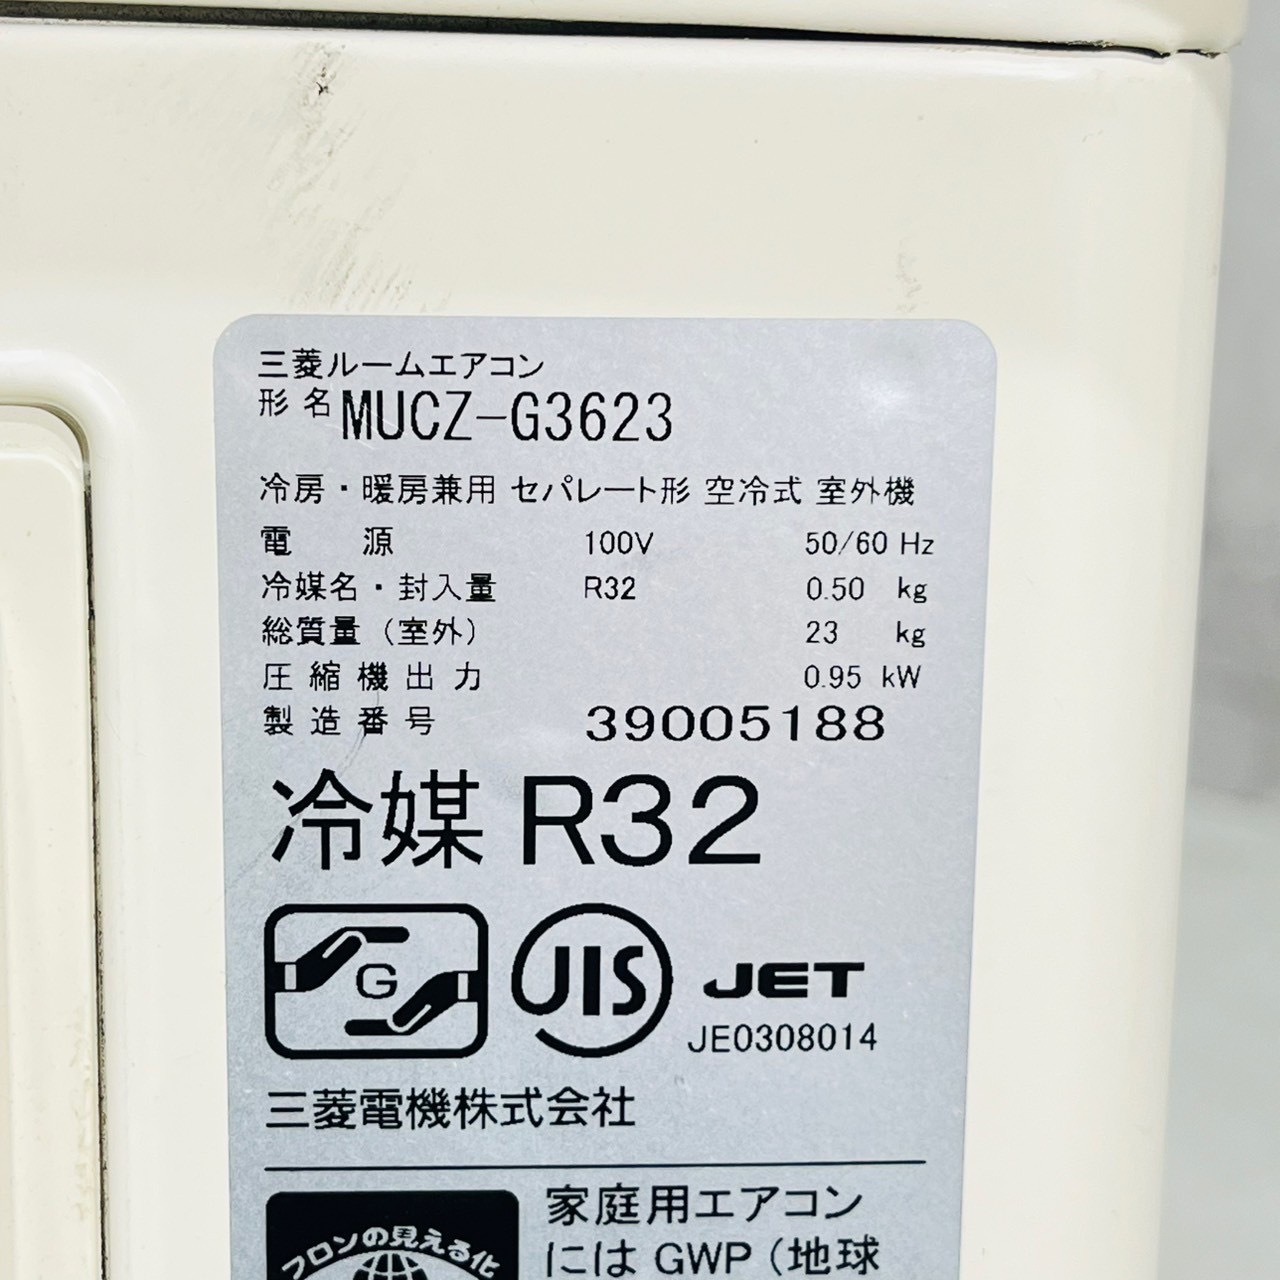 三菱ルームエアコン
形名 MUCZ-G3623
冷房・暖房兼用 セパレート形 空冷式 室外機
電源 100V 50/60 Hz
冷媒名・封入量 R32 0.50 kg
総質量（室外） 23 kg
圧縮機出力 0.95 kW
製造番号 39005188
冷媒 R32
G
JIS
JET
JE0308014
三菱電機株式会社
フロンの見える化
家庭用エアコン
には GWP（地球